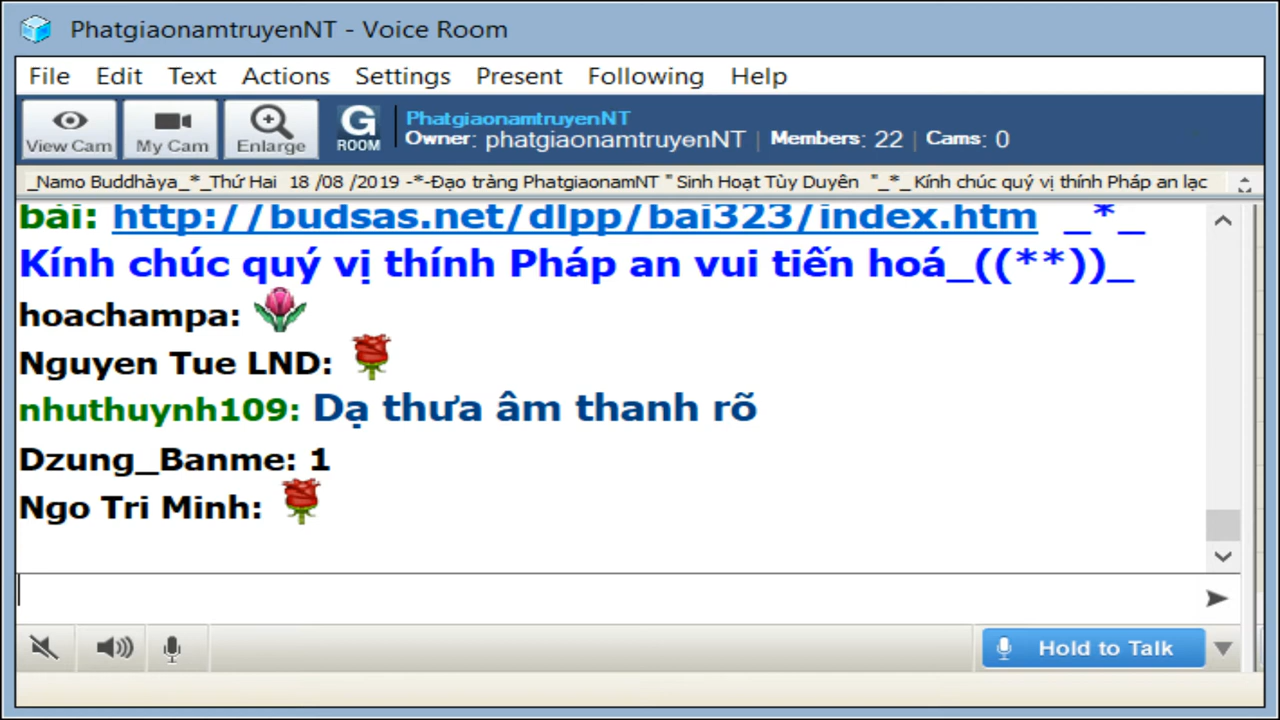 PhatgiaonamtruyenNT - Voice Room
File Edit Text Actions Settings Present Following Help
View Cam
My Cam
Enlarge
G
ROOM
PhatgiaonamtruyenNT
Owner: phatgiaonamtruyenNT | Members: 22 | Cams: 0
_Namo Buddhàya_*_Thứ Hai 18 /08 /2019 -*-Đạo tràng PhatgiaonamNT " Sinh Hoạt Tùy Duyên "_*_ Kính chúc quý vị thính Pháp an lạc
bài: http://budsas.net/dlpp/bai323/index.htm _*_
Kính chúc quý vị thính Pháp an vui tiến hoá_((**))_
hoachampa:
Nguyen Tue LND:
nhuthuynh109: Dạ thưa âm thanh rõ
Dzung_Banme: 1
Ngo Tri Minh:
Hold to Talk